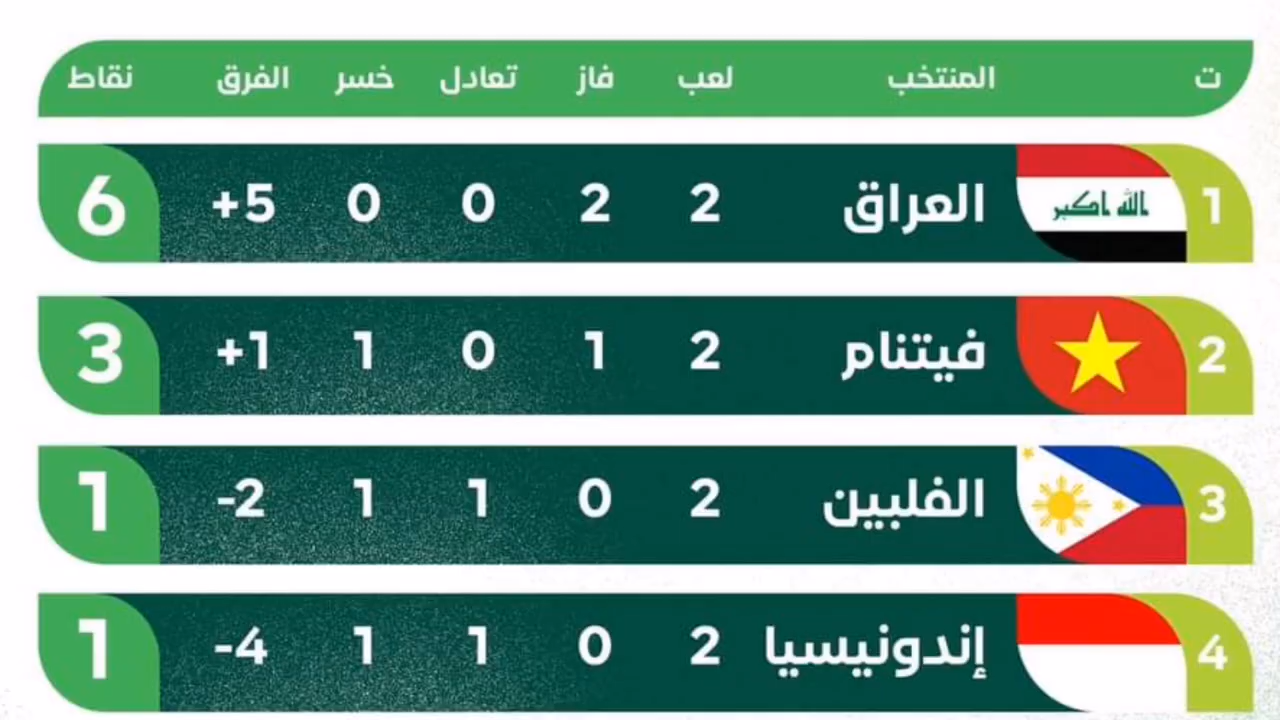 ت المنتخب لعب فاز تعادل خسر الفرق نقاط
1 الله اكبر العراق 2 2 0 0 +5 6
2 فيتنام 2 1 0 1 +1 3
3 الفلبين 2 0 1 1 -2 1
4 إندونيسيا 2 0 1 1 -4 1